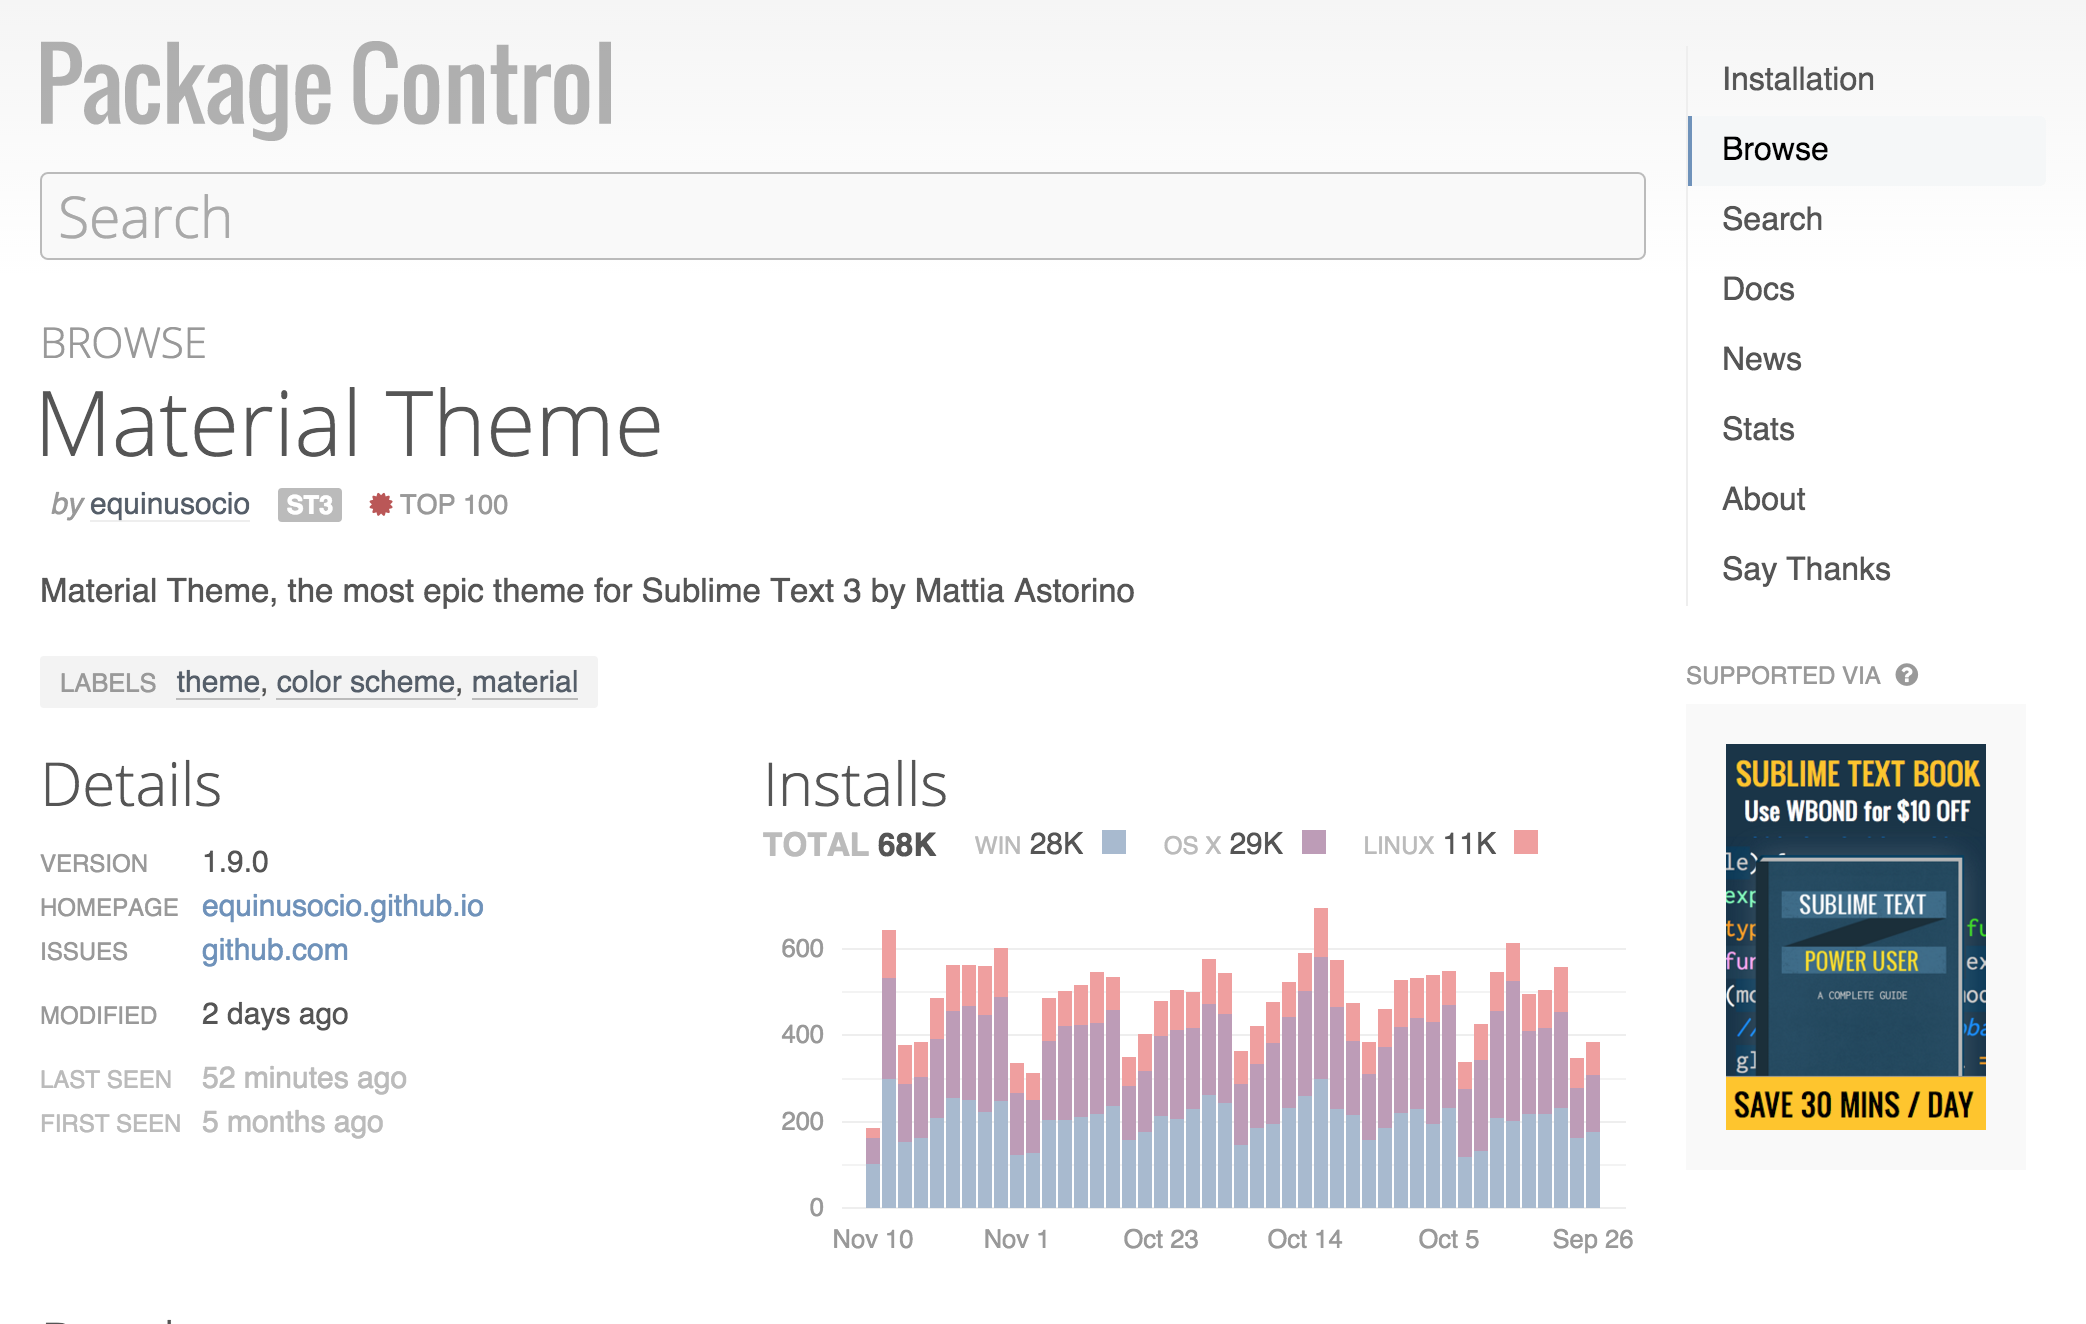 Package Control
Search
BROWSE
Material Theme
by equinusocio ST3 TOP 100
Material Theme, the most epic theme for Sublime Text 3 by Mattia Astorino
LABELS theme, color scheme, material
Details
VERSION 1.9.0
HOMEPAGE equinusocio.github.io
ISSUES github.com
MODIFIED 2 days ago
LAST SEEN 52 minutes ago
FIRST SEEN 5 months ago
Installs
TOTAL 68K WIN 28K OS X 29K LINUX 11K
600
400
200
0
Nov 10 Nov 1 Oct 23 Oct 14 Oct 5 Sep 26
Installation
Browse
Search
Docs
News
Stats
About
Say Thanks
SUPPORTED VIA ?
SUBLIME TEXT BOOK
Use WBOND for $10 OFF
SUBLIME TEXT
POWER USER
A COMPLETE GUIDE
SAVE 30 MINS / DAY